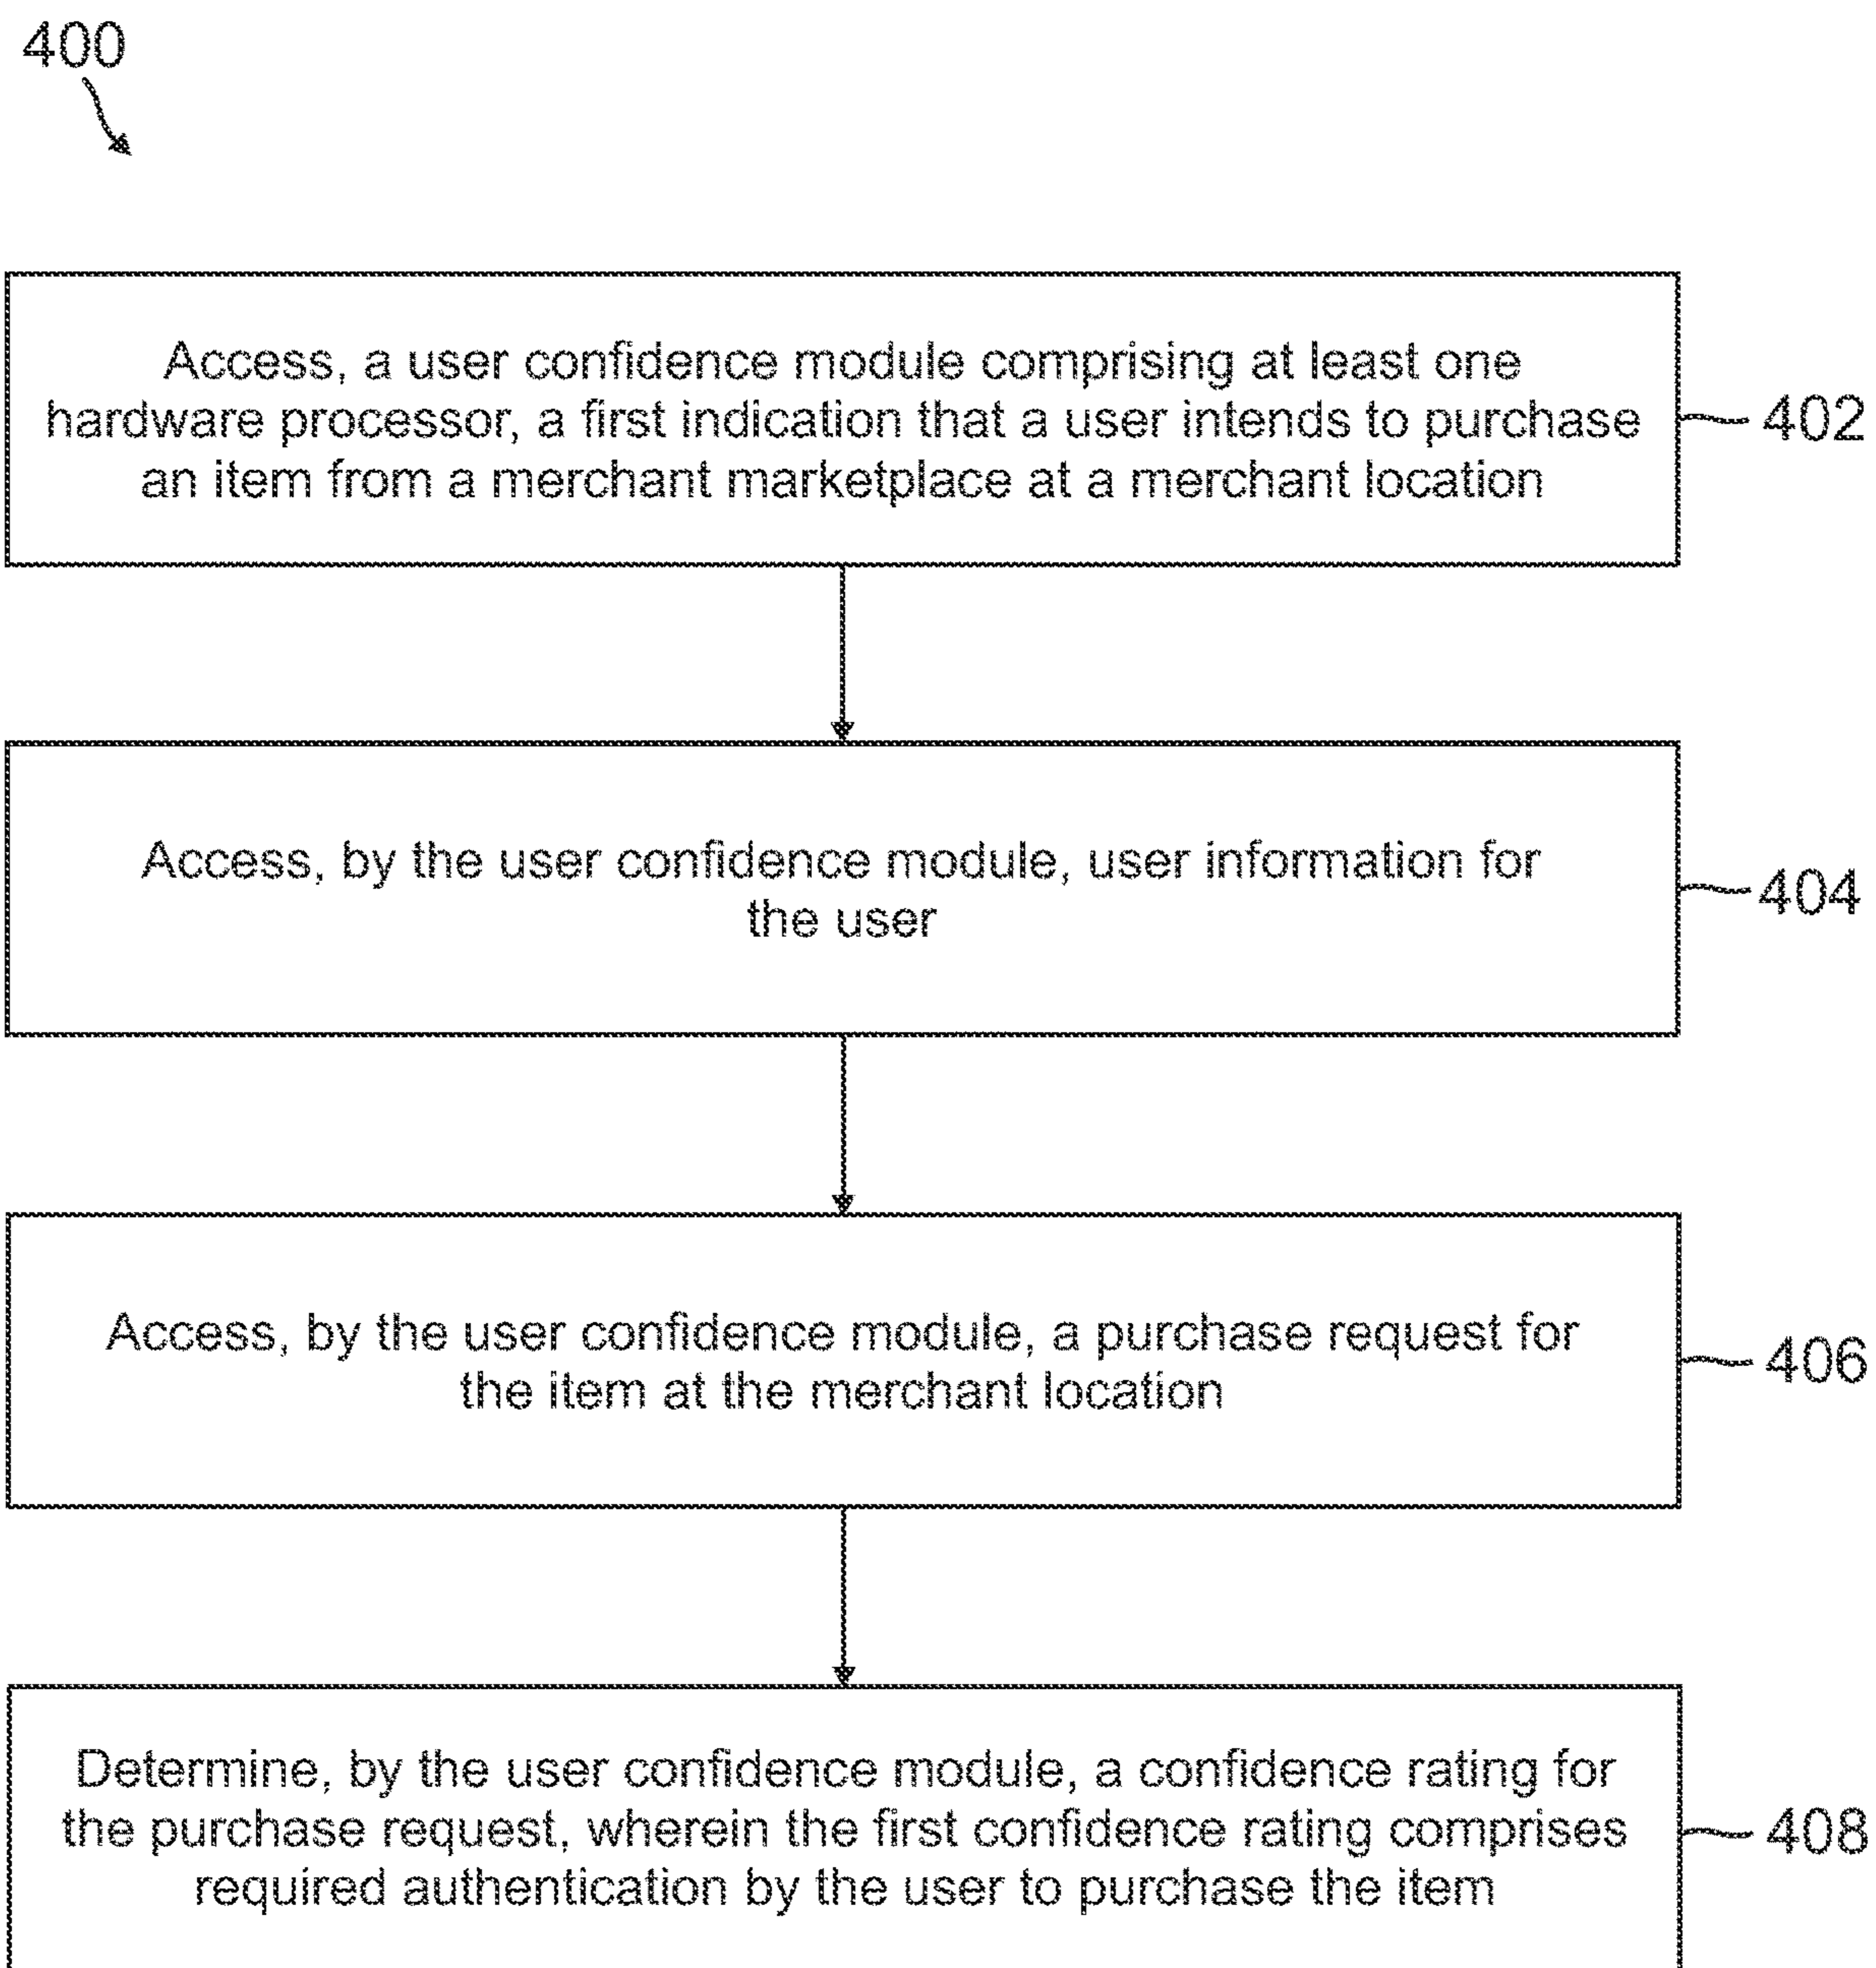 400
Access, a user confidence module comprising at least one
hardware processor, a first indication that a user intends to purchase
an item from a merchant marketplace at a merchant location
402
Access, by the user confidence module, user information for
the user
404
Access, by the user confidence module, a purchase request for
the item at the merchant location
406
Determine, by the user confidence module, a confidence rating for
the purchase request, wherein the first confidence rating comprises
required authentication by the user to purchase the item
408